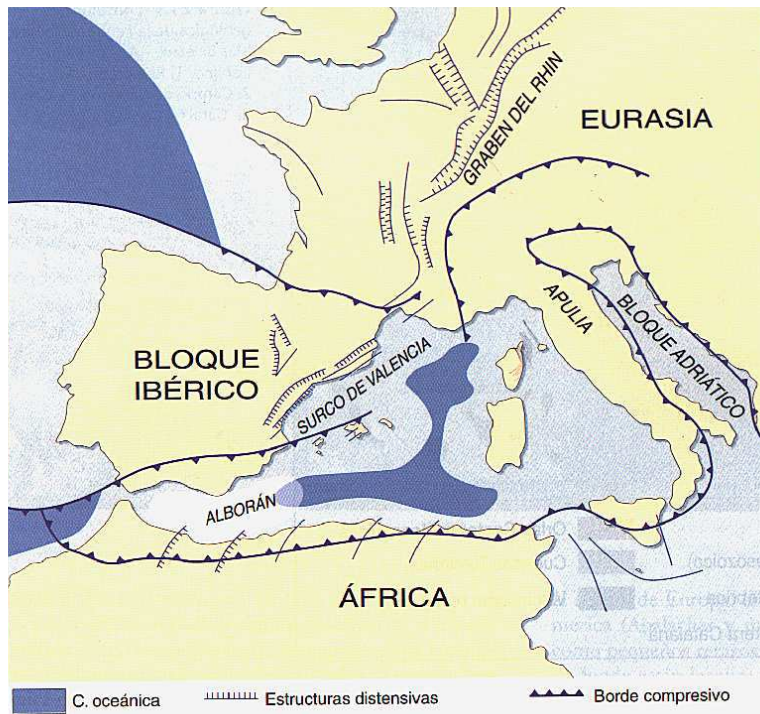 EURASIA
GRABEN DEL RHIN
APULIA
BLOQUE ADRIÁTICO
BLOQUE
IBÉRICO
SURCO DE VALENCIA
ALBORÁN
ÁFRICA
C. oceánica
Estructuras distensivas
Borde compresivo